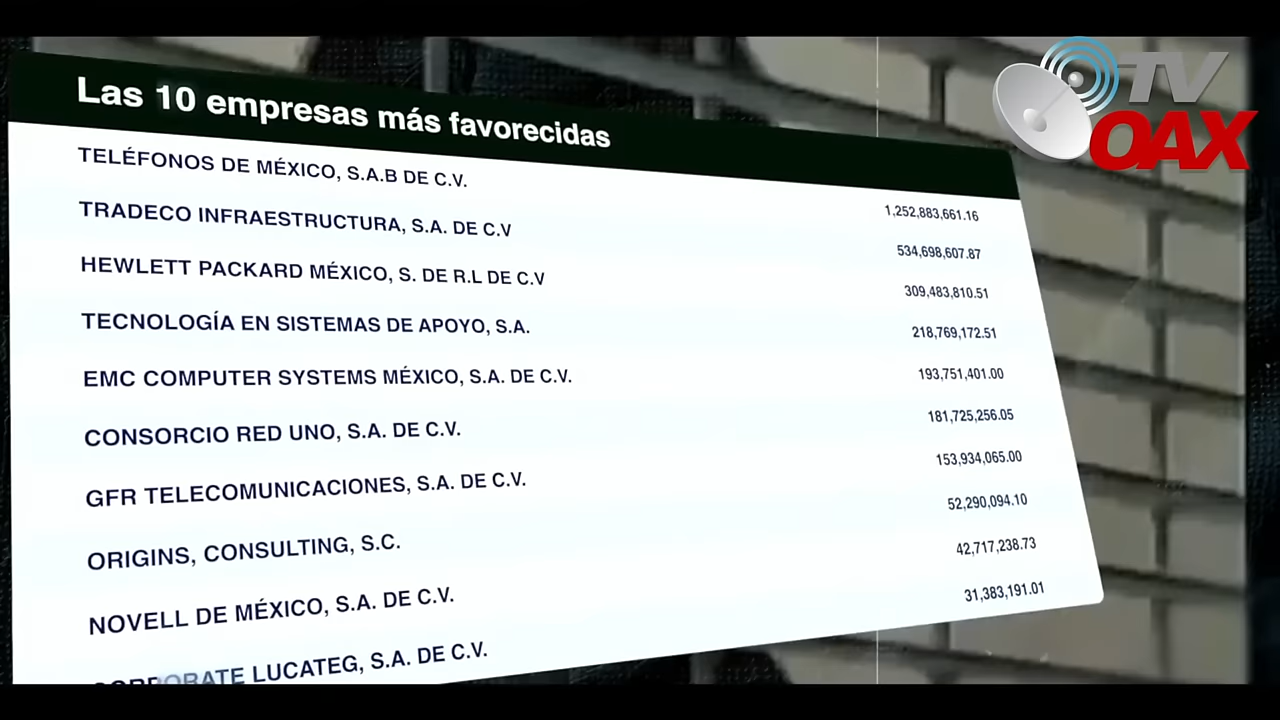 Las 10 empresas más favorecidas
TELÉFONOS DE MÉXICO, S.A.B DE C.V. 1,252,883,661.16
TRADECO INFRAESTRUCTURA, S.A. DE C.V 534,698,607.87
HEWLETT PACKARD MÉXICO, S. DE R.L DE C.V 309,483,810.51
TECNOLOGÍA EN SISTEMAS DE APOYO, S.A. 218,769,172.51
EMC COMPUTER SYSTEMS MÉXICO, S.A. DE C.V. 193,751,401.00
CONSORCIO RED UNO, S.A. DE C.V. 181,725,256.05
GFR TELECOMUNICACIONES, S.A. DE C.V. 153,934,065.00
ORIGINS, CONSULTING, S.C. 52,290,094.10
NOVELL DE MÉXICO, S.A. DE C.V. 42,717,238.73
CORPORATE LUCATEG, S.A. DE C.V. 31,383,191.01
TV
OAX